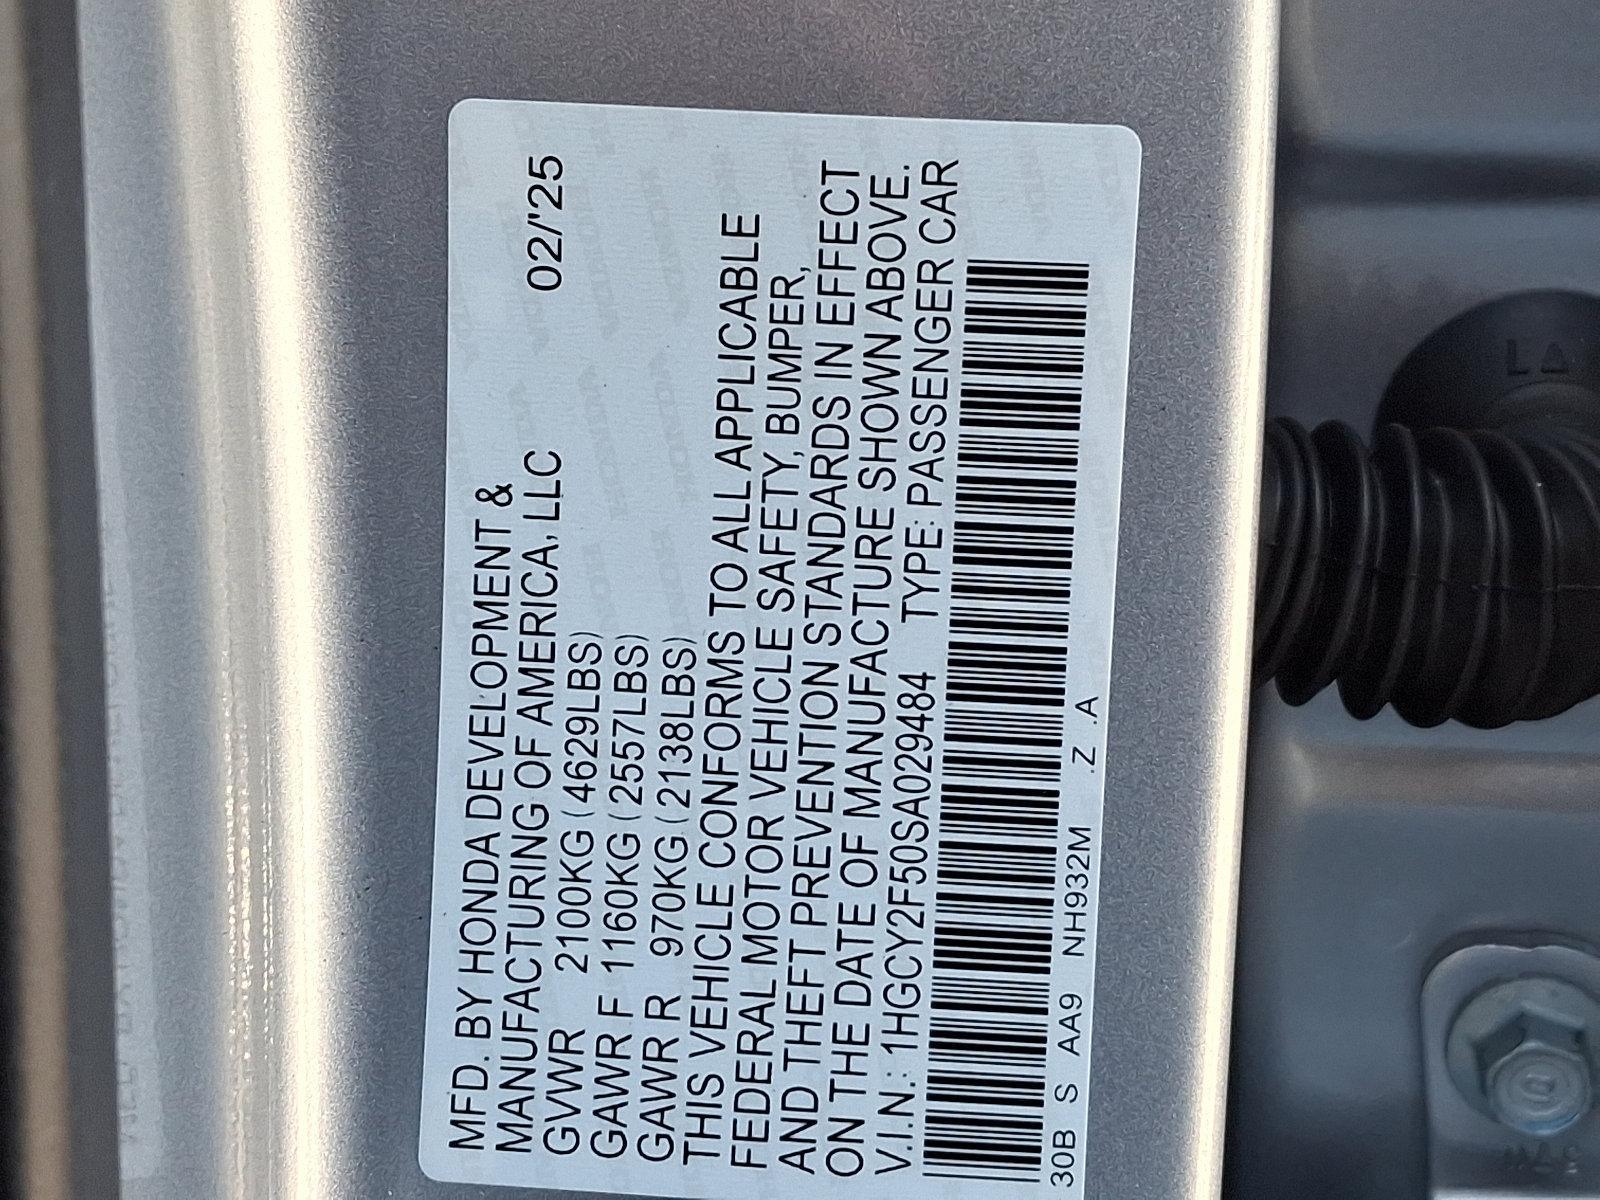 MFD. BY HONDA DEVELOPMENT &
MANUFACTURING OF AMERICA, LLC 02/'25
GVWR 2100KG (4629LBS)
GAWR F 1160KG (2557LBS)
GAWR R 970KG (2138LBS)
THIS VEHICLE CONFORMS TO ALL APPLICABLE
FEDERAL MOTOR VEHICLE SAFETY, BUMPER,
AND THEFT PREVENTION STANDARDS IN EFFECT
ON THE DATE OF MANUFACTURE SHOWN ABOVE.
V.I.N.: 1HGCY2F50SA029484 TYPE: PASSENGER CAR
30B S AA9 NH932M .Z .A